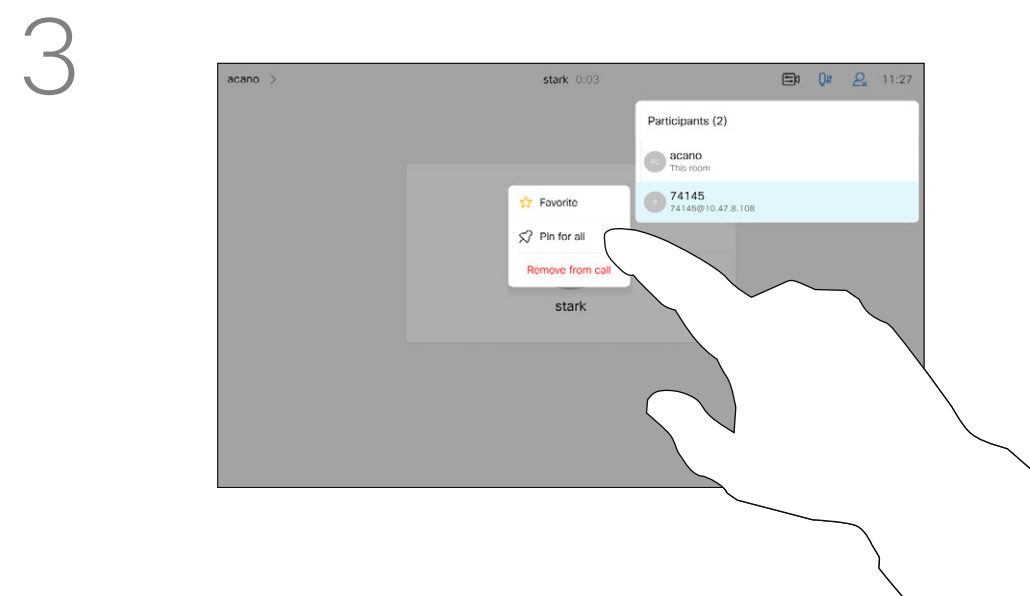 3
acano >
stark 0:03
11:27
Participants (2)
AC
acano
This room
74145
74145@10.47.8.108
Favorite
Pin for all
Remove from call
stark